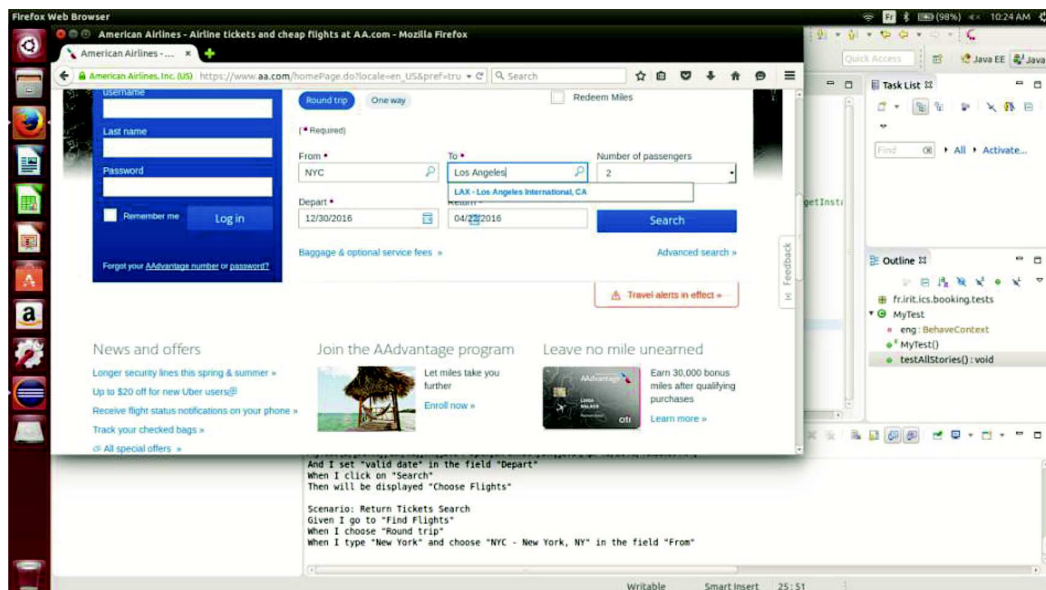 Firefox Web Browser
Fr (98%) 10:24 AM
American Airlines - Airline tickets and cheap flights at AA.com - Mozilla Firefox
American Airlines - ... ×
American Airlines, Inc. (US) https://www.aa.com/homePage.do?locale=en_US&pref=tru Search
Quick Access Java EE Java
username
Round trip One way Redeem Miles
Last name
(• Required)
From • To • Number of passengers
Password
NYC Los Angeles 2
LAX - Los Angeles International, CA
Depart • Return •
Remember me Log in
12/30/2016 04/22/2016 Search
Baggage & optional service fees » Advanced search »
Forgot your AAdvantage number or password?
Feedback
Travel alerts in effect »
News and offers
Longer security lines this spring & summer »
Up to $20 off for new Uber users
Receive flight status notifications on your phone »
Track your checked bags »
All special offers »
Join the AAdvantage program
Let miles take you
further
Enroll now »
Leave no mile unearned
AAdvantage
citi
Earn 30,000 bonus
miles after qualifying
purchases
Learn more »
Task List
Find All Activate...
getInsta
Outline
fr.irit.ics.booking.tests
MyTest
eng : BehaveContext
MyTest()
testAllStories() : void
And I set "valid date" in the field "Depart"
When I click on "Search"
Then will be displayed "Choose Flights"
Scenario: Return Tickets Search
Given I go to "Find Flights"
When I choose "Round trip"
When I type "New York" and choose "NYC - New York, NY" in the field "From"
Writable Smart Insert 25 : 51